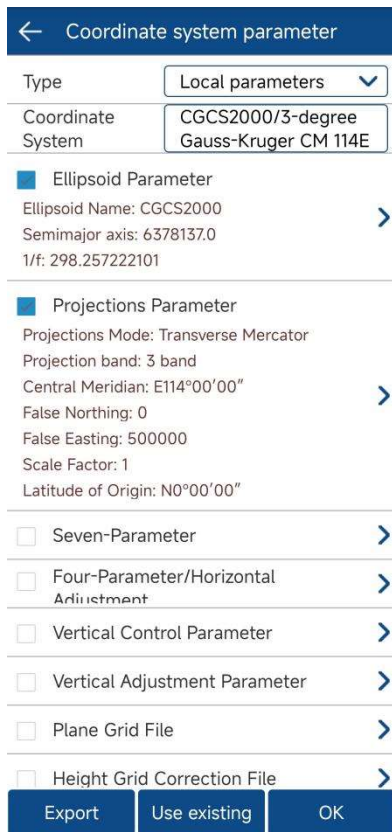 Coordinate system parameter
Type Local parameters
Coordinate System CGCS2000/3-degree Gauss-Kruger CM 114E
Ellipsoid Parameter
Ellipsoid Name: CGCS2000
Semimajor axis: 6378137.0
1/f: 298.257222101
Projections Parameter
Projections Mode: Transverse Mercator
Projection band: 3 band
Central Meridian: E114°00′00″
False Northing: 0
False Easting: 500000
Scale Factor: 1
Latitude of Origin: N0°00′00″
Seven-Parameter
Four-Parameter/Horizontal
Adjustment
Vertical Control Parameter
Vertical Adjustment Parameter
Plane Grid File
Height Grid Correction File
Export Use existing OK